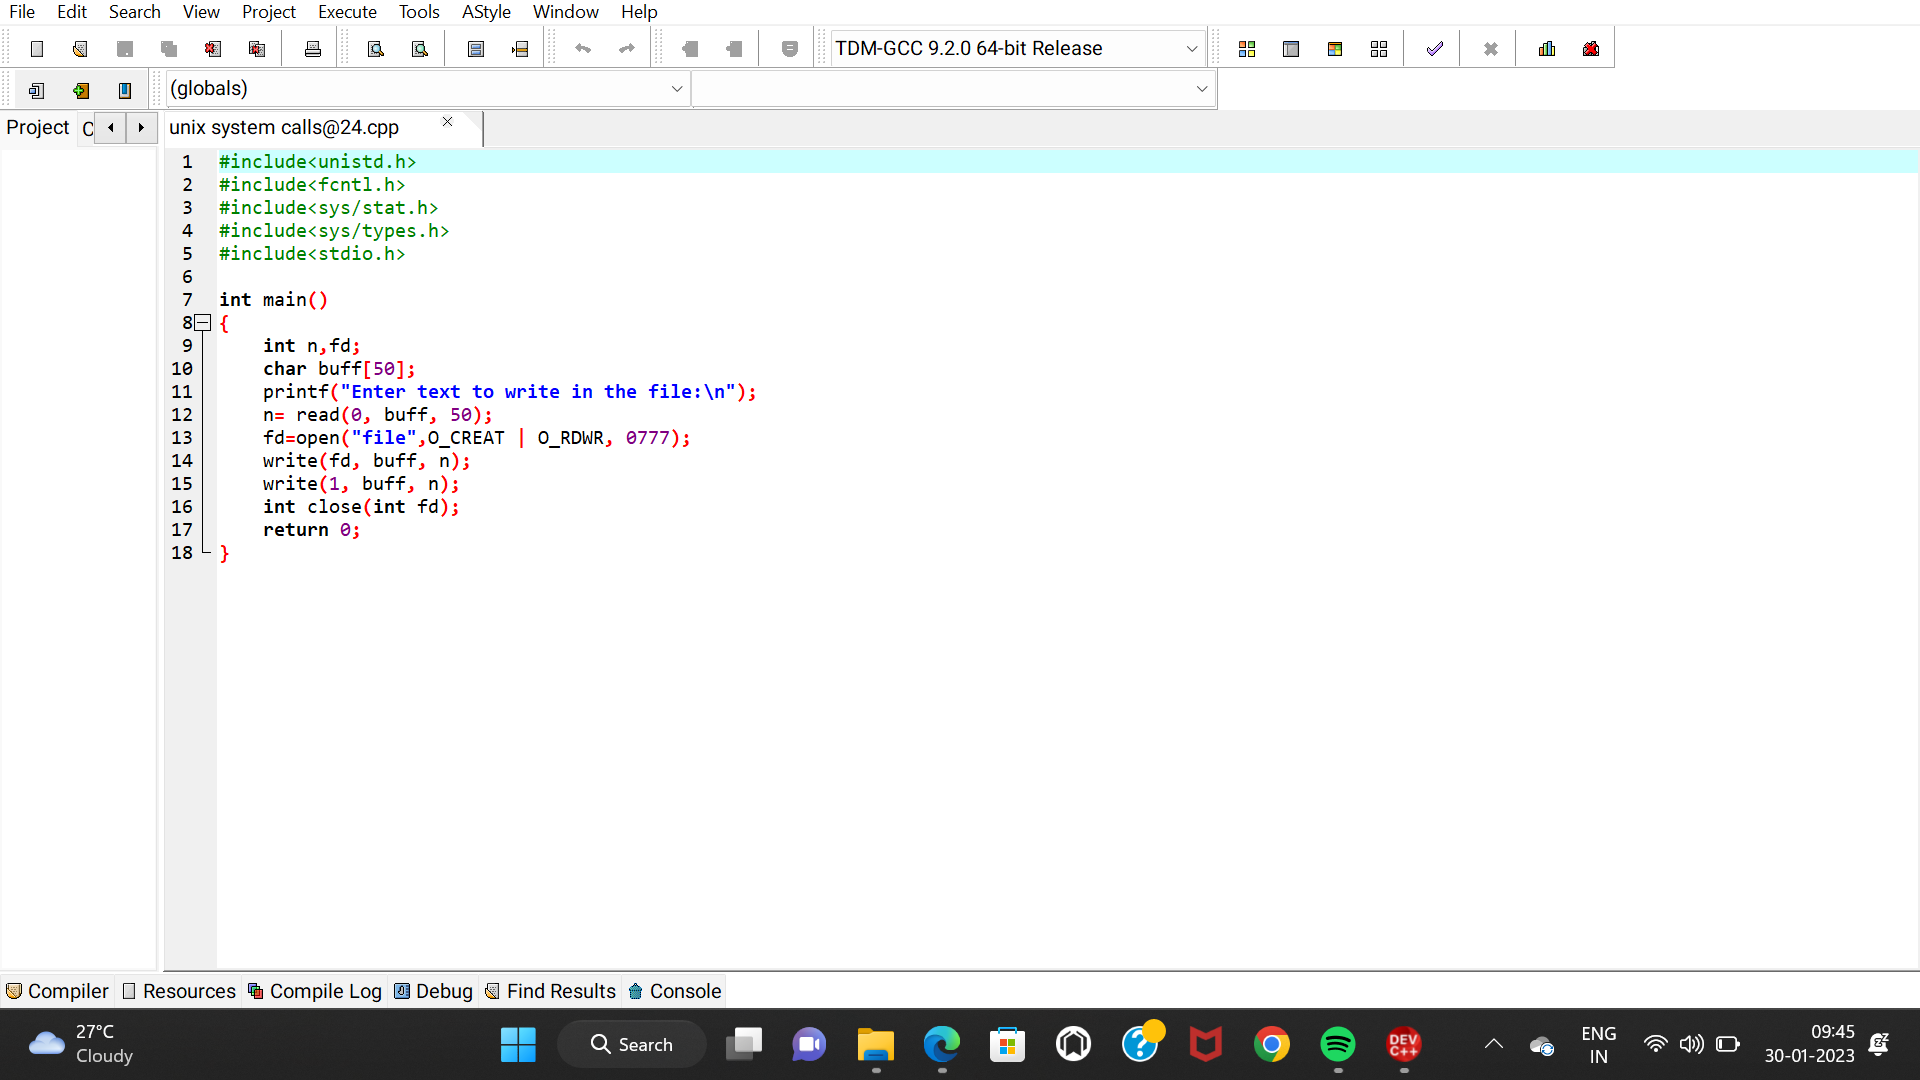 File Edit Search View Project Execute Tools AStyle Window Help
TDM-GCC 9.2.0 64-bit Release
(globals)
Project C
unix system calls@24.cpp
1 #include<unistd.h>
2 #include<fcntl.h>
3 #include<sys/stat.h>
4 #include<sys/types.h>
5 #include<stdio.h>
6
7 int main()
8 {
9 int n,fd;
10 char buff[50];
11 printf("Enter text to write in the file:\n");
12 n= read(0, buff, 50);
13 fd=open("file",O_CREAT | O_RDWR, 0777);
14 write(fd, buff, n);
15 write(1, buff, n);
16 int close(int fd);
17 return 0;
18 }
Compiler Resources Compile Log Debug Find Results Console
27°C
Cloudy
Search
DEV
C++
ENG
IN
09:45
30-01-2023